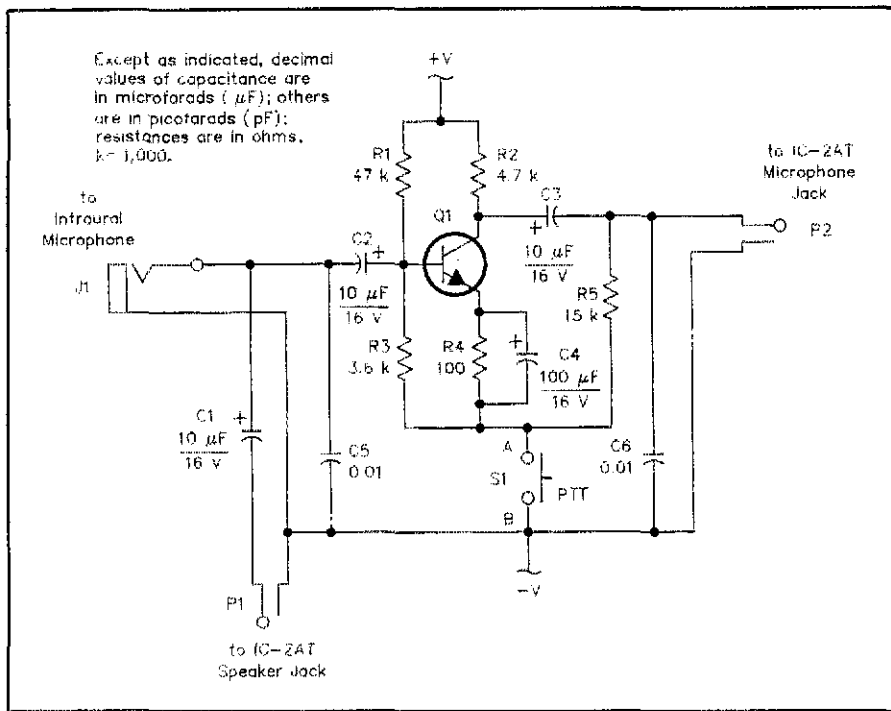 Except as indicated, decimal
values of capacitance are
in microfarads ( μF); others
are in picofarads (pF);
resistances are in ohms.
k= 1,000.
+V
R1
47 k
R2
4.7 k
to IC-2AT
Microphone
Jack
P2
to
Intraural
Microphone
J1
C2
+
10 μF
16 V
Q1
C3
+
10 μF
16 V
R5
15 k
R3
3.6 k
R4
100
+
C4
100 μF
16 V
C1
+
10 μF
16 V
C5
0.01
A
S1
PTT
B
C6
0.01
-V
P1
to IC-2AT
Speaker Jack